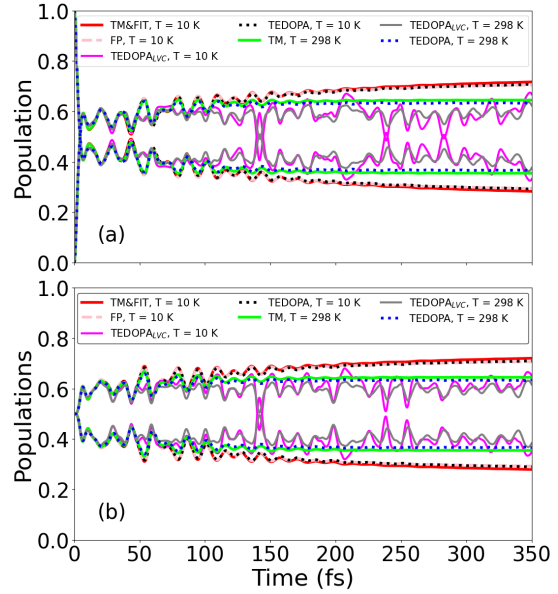 1.0
TM&FIT, T = 10 K TEDOPA, T = 10 K TEDOPA_LVC, T = 298 K
FP, T = 10 K TM, T = 298 K TEDOPA, T = 298 K
TEDOPA_LVC, T = 10 K
0.8
0.6
0.4
0.2
0.0
Population
(a)
1.0
TM&FIT, T = 10 K TEDOPA, T = 10 K TEDOPA_LVC, T = 298 K
FP, T = 10 K TM, T = 298 K TEDOPA, T = 298 K
TEDOPA_LVC, T = 10 K
0.8
0.6
0.4
0.2
0.0
Populations
(b)
0 50 100 150 200 250 300 350
Time (fs)